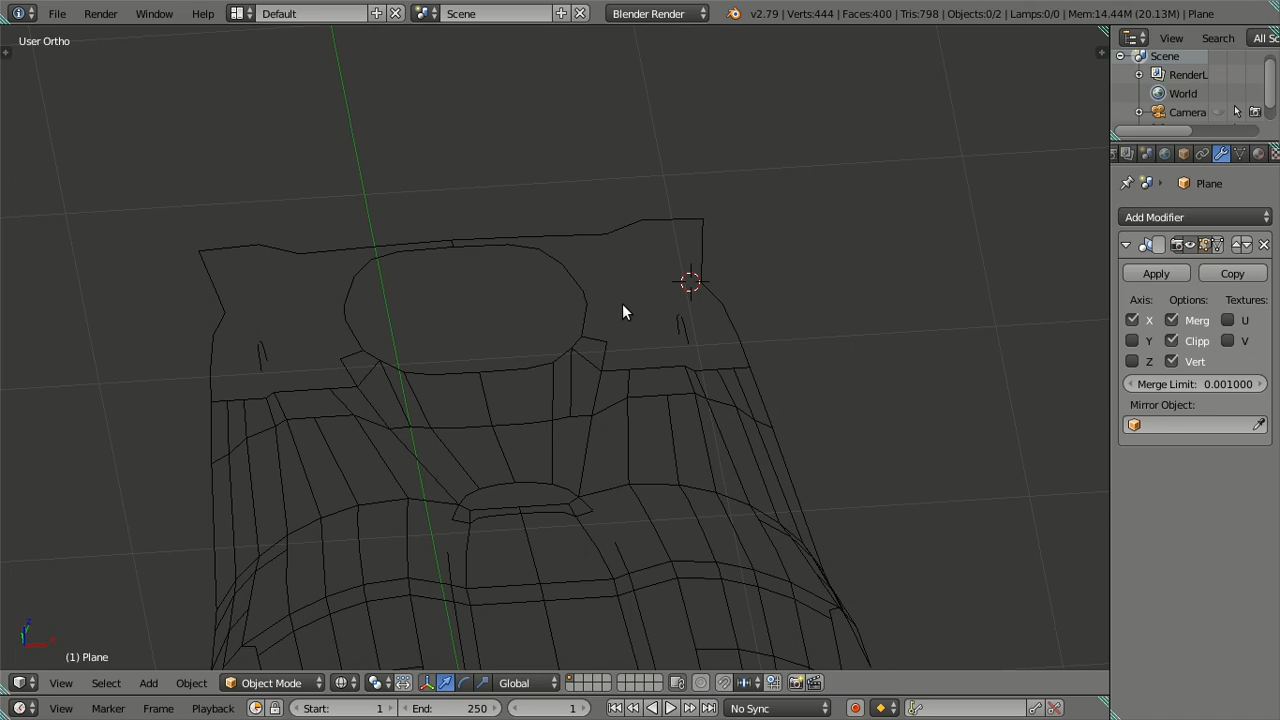 File Render Window Help Default Scene Blender Render v2.79 | Verts:444 | Faces:400 | Tris:798 | Objects:0/2 | Lamps:0/0 | Mem:14.44M (20.13M) | Plane
User Ortho
View Search All Sc
Scene
RenderL
World
Camera
Plane
Add Modifier
Apply Copy
Axis: Options: Textures:
X Merg U
Y Clipp V
Z Vert
Merge Limit: 0.001000
Mirror Object:
(1) Plane
View Select Add Object Object Mode Global
View Marker Frame Playback Start: 1 End: 250 1 No Sync